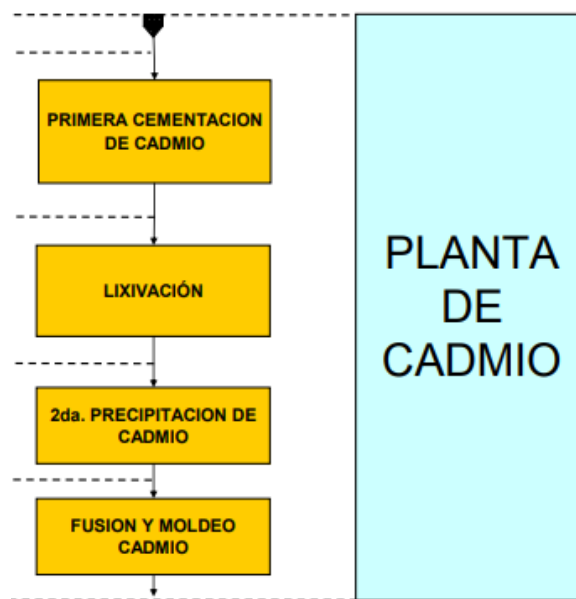 PRIMERA CEMENTACION
DE CADMIO
LIXIVACIÓN
2da. PRECIPITACION DE
CADMIO
FUSION Y MOLDEO
CADMIO
PLANTA
DE
CADMIO